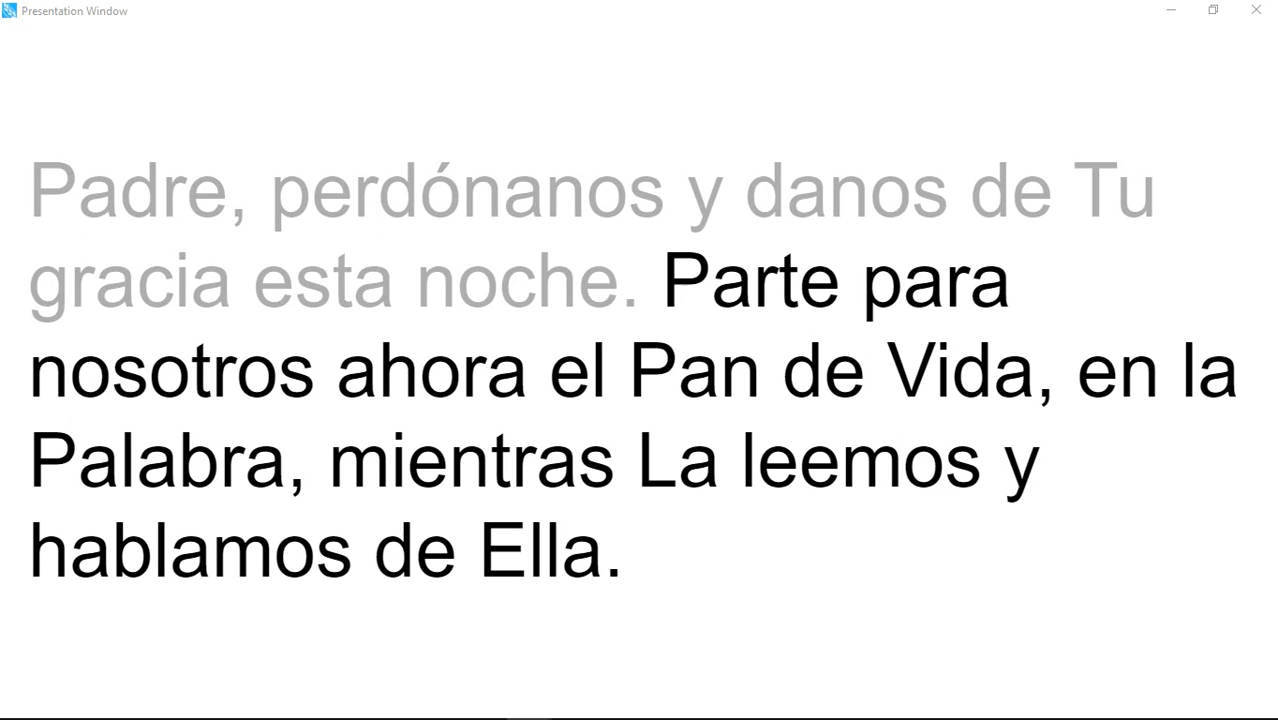 Presentation Window
Padre, perdónanos y danos de Tu
gracia esta noche. Parte para
nosotros ahora el Pan de Vida, en la
Palabra, mientras La leemos y
hablamos de Ella.